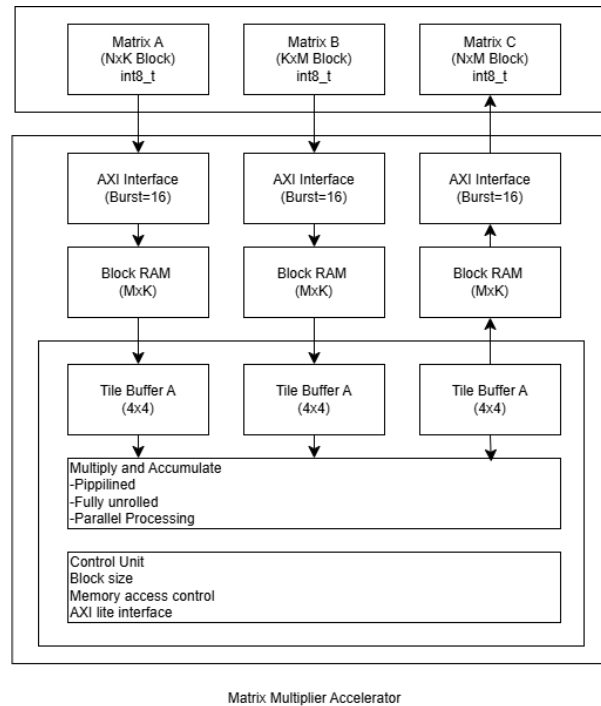 Matrix A
(NxK Block)
int8_t
Matrix B
(KxM Block)
int8_t
Matrix C
(NxM Block)
int8_t
AXI Interface
(Burst=16)
AXI Interface
(Burst=16)
AXI Interface
(Burst=16)
Block RAM
(MxK)
Block RAM
(MxK)
Block RAM
(MxK)
Tile Buffer A
(4x4)
Tile Buffer A
(4x4)
Tile Buffer A
(4x4)
Multiply and Accumulate
-Pippilined
-Fully unrolled
-Parallel Processing
Control Unit
Block size
Memory access control
AXI lite interface
Matrix Multiplier Accelerator